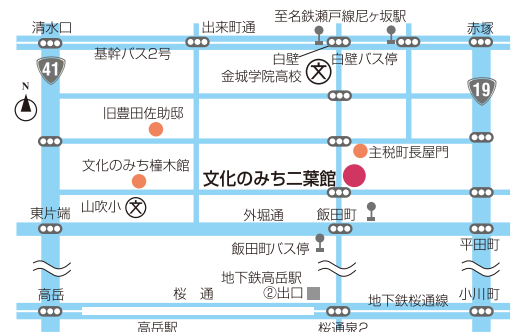 至名鉄瀬戸線尼ヶ坂駅
清水口
出来町通
赤塚
基幹バス2号
白壁
白壁バス停
金城学院高校
文
41
19
N
旧豊田佐助邸
主税町長屋門
文化のみち橦木館
文化のみち二葉館
山吹小
文
東片端
外堀通
飯田町
飯田町バス停
平田町
地下鉄高岳駅
②出口
高岳
桜通
地下鉄桜通線
小川町
高岳駅
桜通泉2